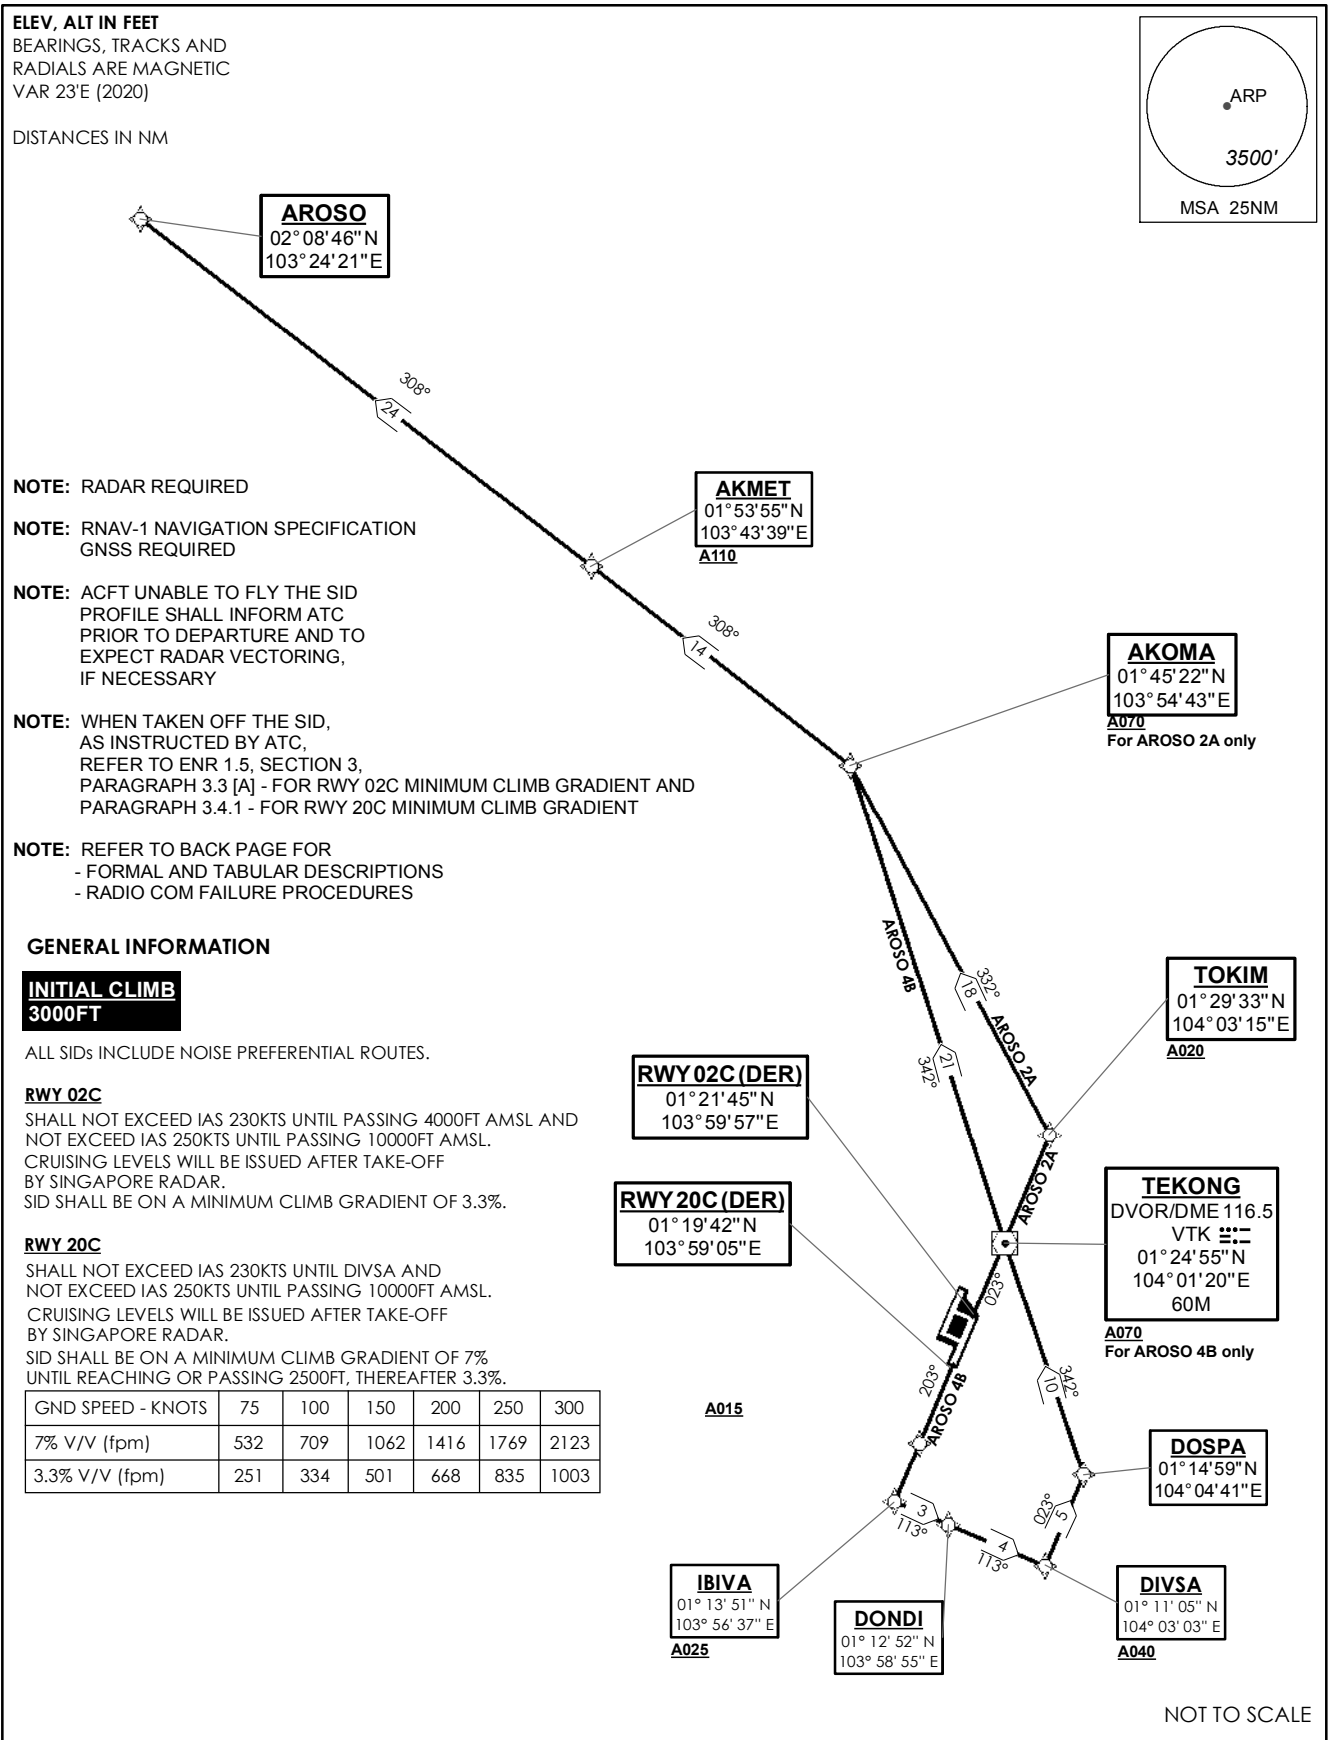 ELEV, ALT IN FEET
BEARINGS, TRACKS AND
RADIALS ARE MAGNETIC
VAR 23'E (2020)
DISTANCES IN NM
ARP
3500'
MSA 25NM
AROSO
02°08'46"N
103°24'21"E
308°
24
NOTE: RADAR REQUIRED
NOTE: RNAV-1 NAVIGATION SPECIFICATION
GNSS REQUIRED
NOTE: ACFT UNABLE TO FLY THE SID
PROFILE SHALL INFORM ATC
PRIOR TO DEPARTURE AND TO
EXPECT RADAR VECTORING,
IF NECESSARY
NOTE: WHEN TAKEN OFF THE SID,
AS INSTRUCTED BY ATC,
REFER TO ENR 1.5, SECTION 3,
PARAGRAPH 3.3 [A] - FOR RWY 02C MINIMUM CLIMB GRADIENT AND
PARAGRAPH 3.4.1 - FOR RWY 20C MINIMUM CLIMB GRADIENT
NOTE: REFER TO BACK PAGE FOR
- FORMAL AND TABULAR DESCRIPTIONS
- RADIO COM FAILURE PROCEDURES
AKMET
01°53'55"N
103°43'39"E
A110
308°
14
AKOMA
01°45'22"N
103°54'43"E
A070
For AROSO 2A only
GENERAL INFORMATION
INITIAL CLIMB
3000FT
ALL SIDs INCLUDE NOISE PREFERENTIAL ROUTES.
RWY 02C
SHALL NOT EXCEED IAS 230KTS UNTIL PASSING 4000FT AMSL AND
NOT EXCEED IAS 250KTS UNTIL PASSING 10000FT AMSL.
CRUISING LEVELS WILL BE ISSUED AFTER TAKE-OFF
BY SINGAPORE RADAR.
SID SHALL BE ON A MINIMUM CLIMB GRADIENT OF 3.3%.
RWY 20C
SHALL NOT EXCEED IAS 230KTS UNTIL DIVSA AND
NOT EXCEED IAS 250KTS UNTIL PASSING 10000FT AMSL.
CRUISING LEVELS WILL BE ISSUED AFTER TAKE-OFF
BY SINGAPORE RADAR.
SID SHALL BE ON A MINIMUM CLIMB GRADIENT OF 7%
UNTIL REACHING OR PASSING 2500FT, THEREAFTER 3.3%.
GND SPEED - KNOTS 75 100 150 200 250 300
7% V/V (fpm) 532 709 1062 1416 1769 2123
3.3% V/V (fpm) 251 334 501 668 835 1003
AROSO 4B
332°
18
AROSO 2A
21
342°
TOKIM
01°29'33"N
104°03'15"E
A020
RWY 02C (DER)
01°21'45"N
103°59'57"E
AROSO 2A
RWY 20C (DER)
01°19'42"N
103°59'05"E
TEKONG
DVOR/DME 116.5
VTK
01°24'55"N
104°01'20"E
60M
A070
For AROSO 4B only
023°
203°
AROSO 4B
A015
342°
10
DOSPA
01°14'59"N
104°04'41"E
3
113°
4
113°
023°
5
IBIVA
01° 13' 51" N
103° 56' 37" E
A025
DONDI
01° 12' 52" N
103° 58' 55" E
DIVSA
01° 11' 05" N
104° 03' 03" E
A040
NOT TO SCALE